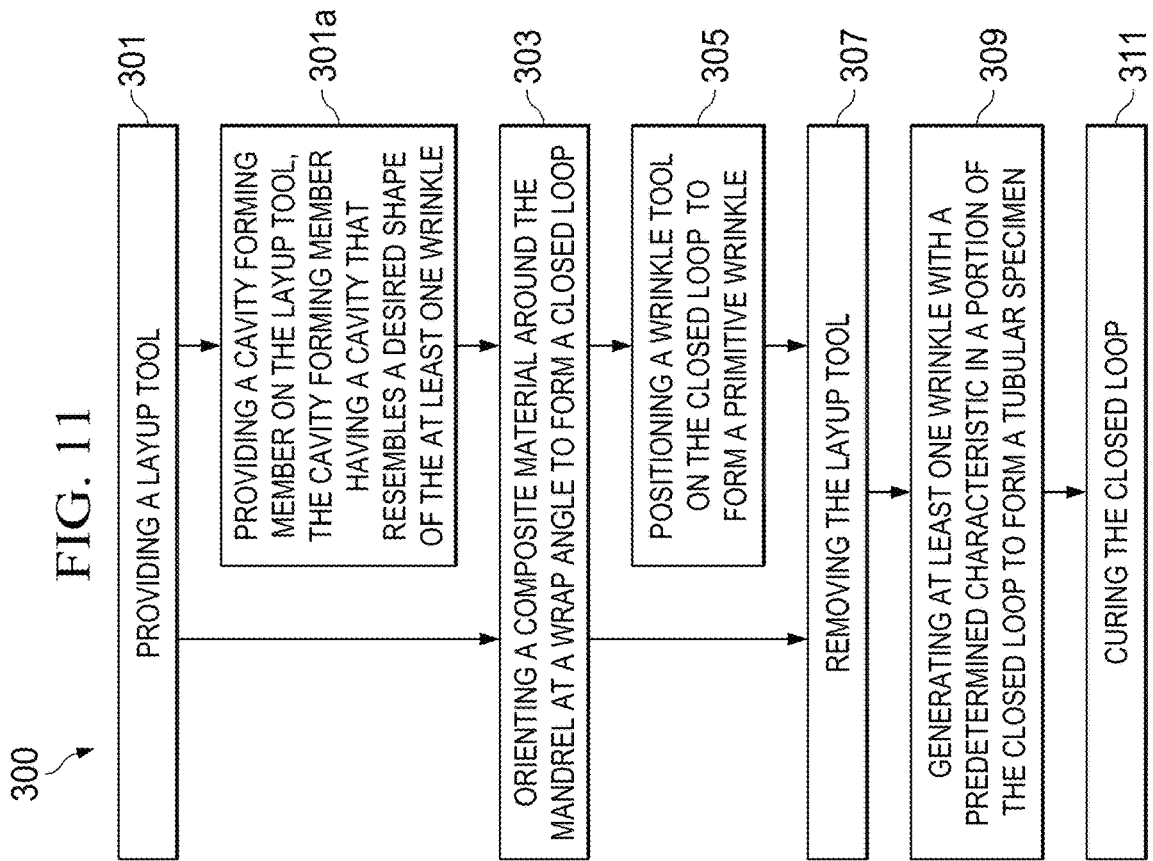 FIG. 11
300
PROVIDING A LAYUP TOOL
301
PROVIDING A CAVITY FORMING
MEMBER ON THE LAYUP TOOL,
THE CAVITY FORMING MEMBER
HAVING A CAVITY THAT
RESEMBLES A DESIRED SHAPE
OF THE AT LEAST ONE WRINKLE
301a
ORIENTING A COMPOSITE MATERIAL AROUND THE
MANDREL AT A WRAP ANGLE TO FORM A CLOSED LOOP
303
POSITIONING A WRINKLE TOOL
ON THE CLOSED LOOP TO
FORM A PRIMITIVE WRINKLE
305
REMOVING THE LAYUP TOOL
307
GENERATING AT LEAST ONE WRINKLE WITH A
PREDETERMINED CHARACTERISTIC IN A PORTION OF
THE CLOSED LOOP TO FORM A TUBULAR SPECIMEN
309
CURING THE CLOSED LOOP
311